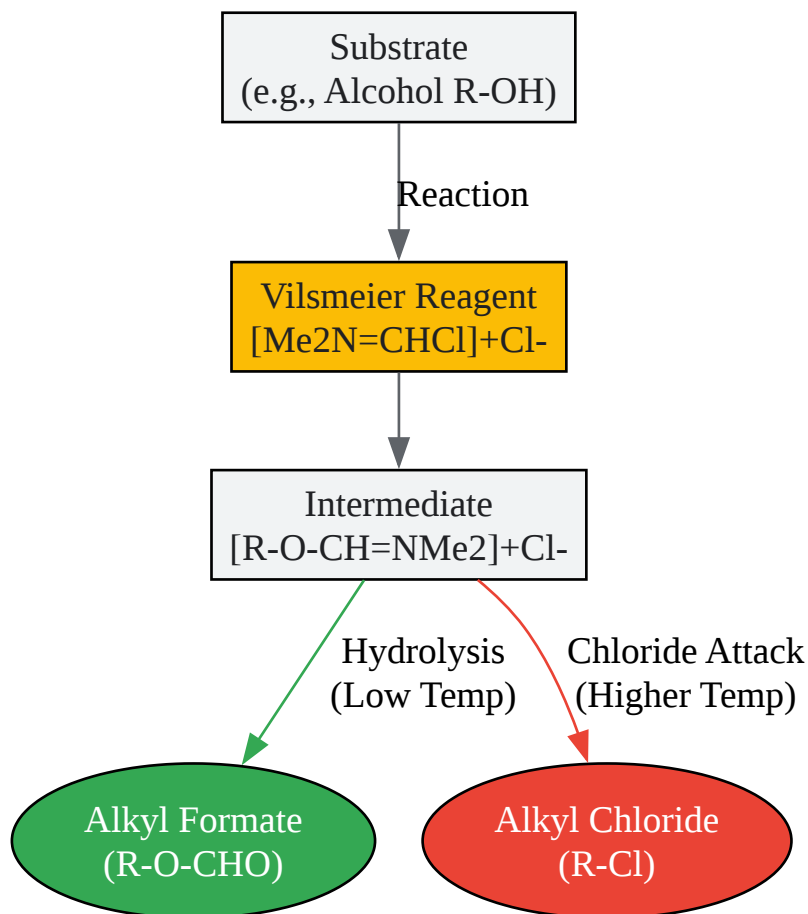 Substrate
(e.g., Alcohol R-OH)
Reaction
Vilsmeier Reagent
[Me2N=CHCl]+Cl-
Intermediate
[R-O-CH=NMe2]+Cl-
Hydrolysis
(Low Temp)
Chloride Attack
(Higher Temp)
Alkyl Formate
(R-O-CHO)
Alkyl Chloride
(R-Cl)